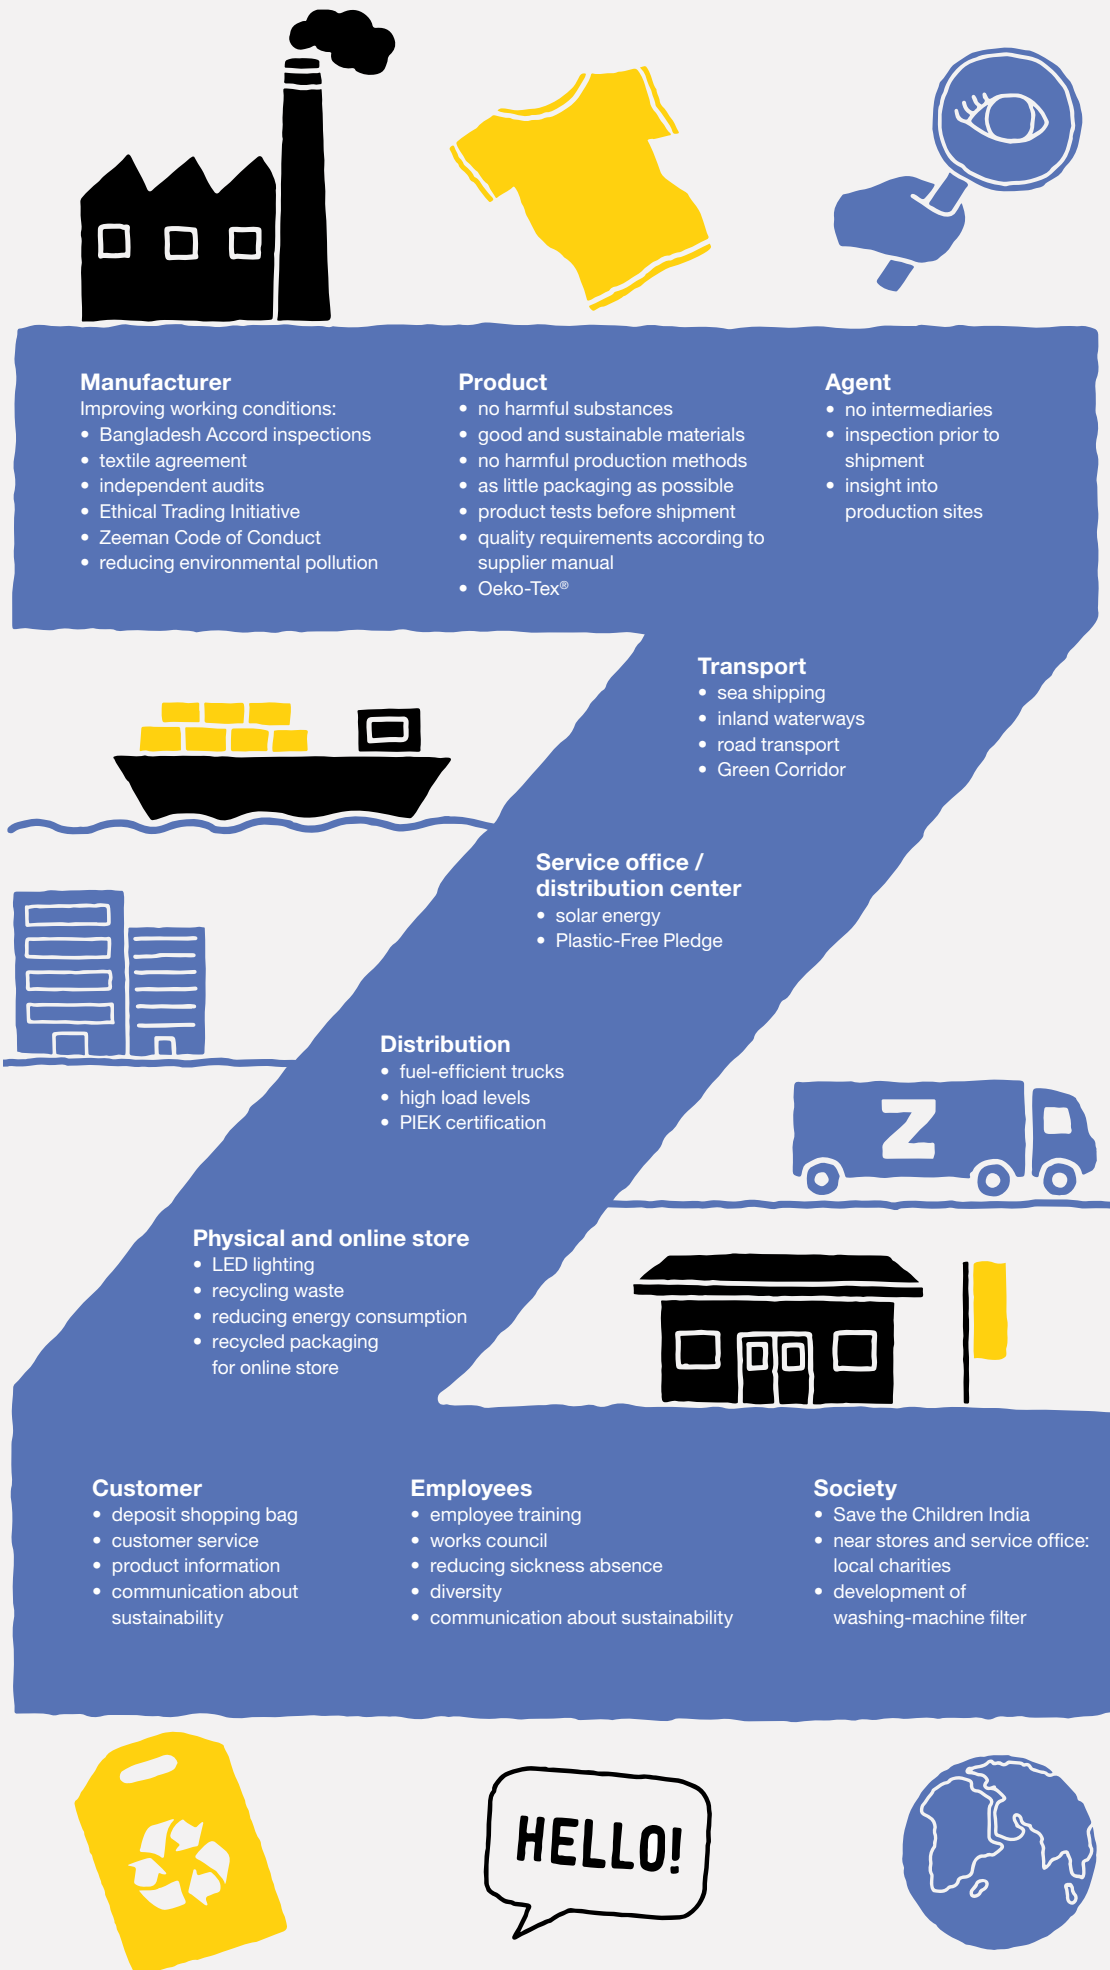 Manufacturer
Improving working conditions:
• Bangladesh Accord inspections
• textile agreement
• independent audits
• Ethical Trading Initiative
• Zeeman Code of Conduct
• reducing environmental pollution
Product
• no harmful substances
• good and sustainable materials
• no harmful production methods
• as little packaging as possible
• product tests before shipment
• quality requirements according to
supplier manual
• Oeko-Tex®
Agent
• no intermediaries
• inspection prior to
shipment
• insight into
production sites
Transport
• sea shipping
• inland waterways
• road transport
• Green Corridor
Service office /
distribution center
• solar energy
• Plastic-Free Pledge
Distribution
• fuel-efficient trucks
• high load levels
• PIEK certification
Z
Physical and online store
• LED lighting
• recycling waste
• reducing energy consumption
• recycled packaging
for online store
Customer
• deposit shopping bag
• customer service
• product information
• communication about
sustainability
Employees
• employee training
• works council
• reducing sickness absence
• diversity
• communication about sustainability
Society
• Save the Children India
• near stores and service office:
local charities
• development of
washing-machine filter
HELLO!